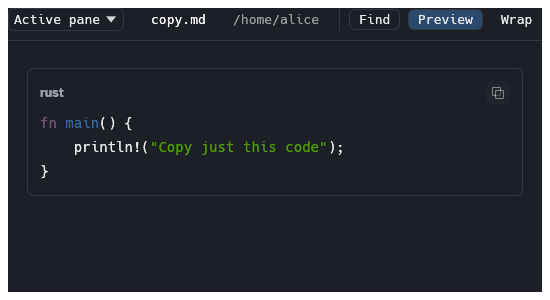 Active pane copy.md /home/alice Find Preview Wrap
rust
fn main() {
    println!("Copy just this code");
}